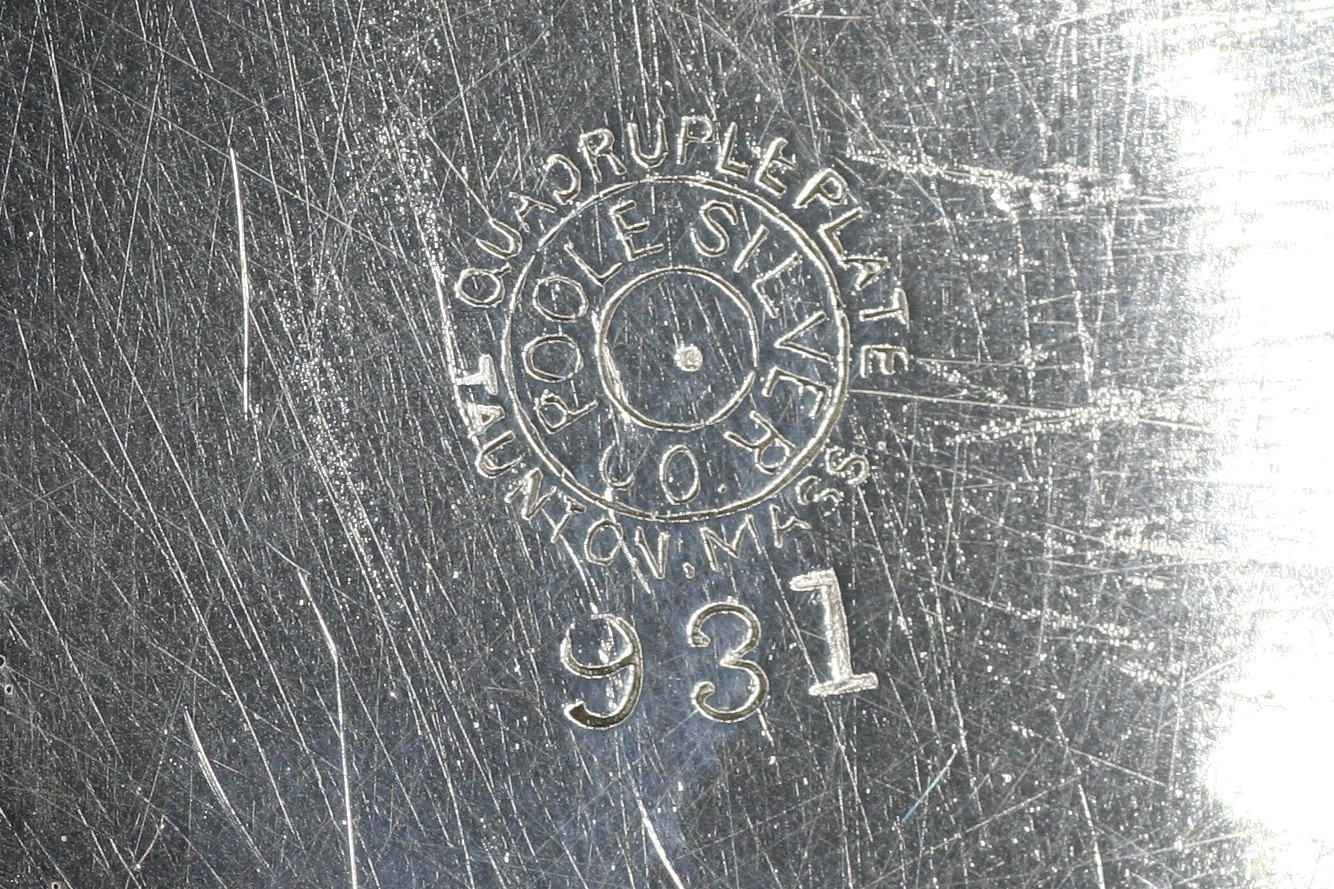 QUADRUPLE PLATE
POOLE SILVER
CO.
TAUNTON, MASS
931